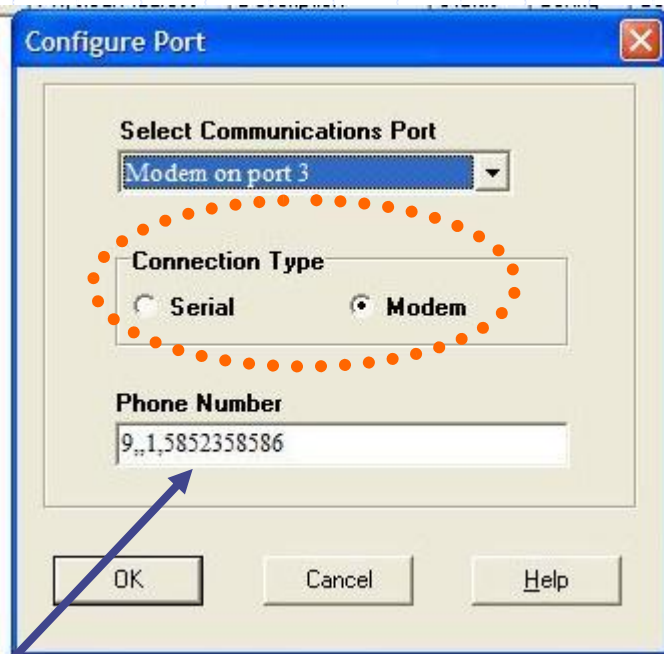 Configure Port
Select Communications Port
Modem on port 3
Connection Type
Serial Modem
Phone Number
9,,1,5852358586
OK Cancel Help